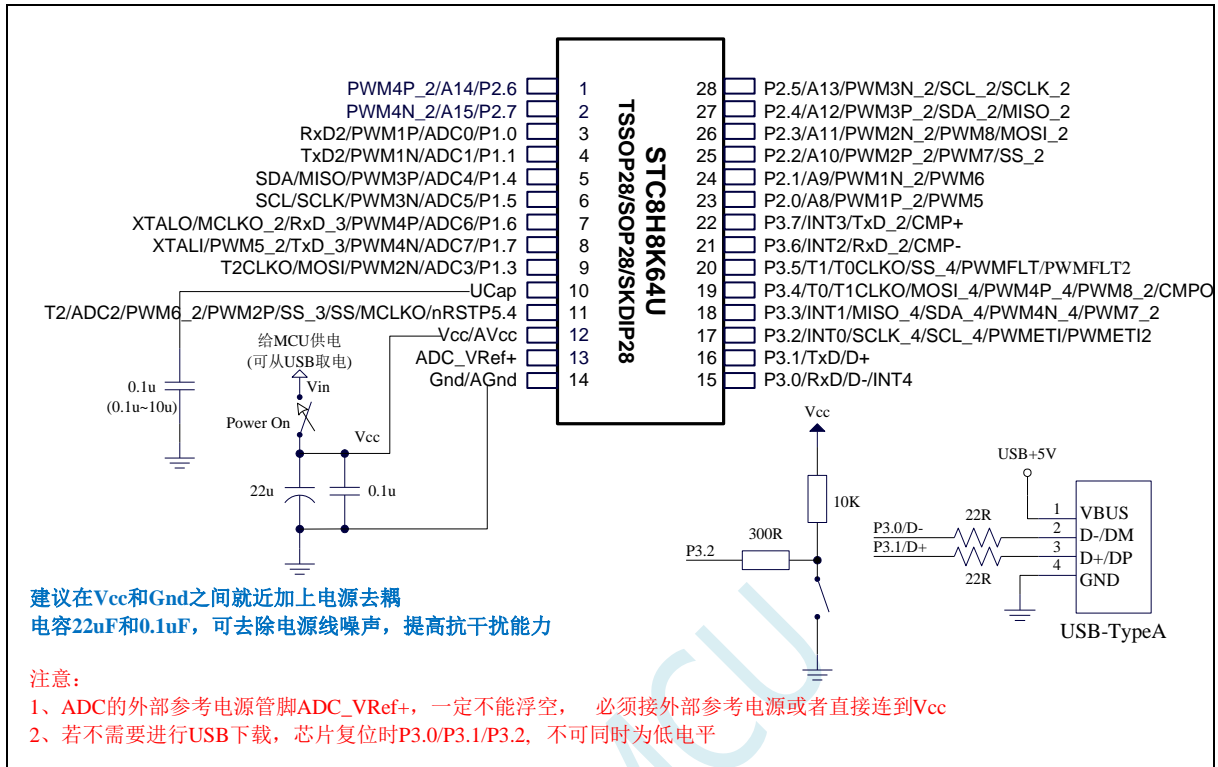 PWM4P_2/A14/P2.6
PWM4N_2/A15/P2.7
RxD2/PWM1P/ADC0/P1.0
TxD2/PWM1N/ADC1/P1.1
SDA/MISO/PWM3P/ADC4/P1.4
SCL/SCLK/PWM3N/ADC5/P1.5
XTALO/MCLKO_2/RxD_3/PWM4P/ADC6/P1.6
XTALI/PWM5_2/TxD_3/PWM4N/ADC7/P1.7
T2CLKO/MOSI/PWM2N/ADC3/P1.3
UCap
T2/ADC2/PWM6_2/PWM2P/SS_3/SS/MCLKO/nRSTP5.4
Vcc/AVcc
ADC_VRef+
Gnd/AGnd
1
2
3
4
5
6
7
8
9
10
11
12
13
14
STC8H8K64U
TSSOP28/SOP28/SKDIP28
28
27
26
25
24
23
22
21
20
19
18
17
16
15
P2.5/A13/PWM3N_2/SCL_2/SCLK_2
P2.4/A12/PWM3P_2/SDA_2/MISO_2
P2.3/A11/PWM2N_2/PWM8/MOSI_2
P2.2/A10/PWM2P_2/PWM7/SS_2
P2.1/A9/PWM1N_2/PWM6
P2.0/A8/PWM1P_2/PWM5
P3.7/INT3/TxD_2/CMP+
P3.6/INT2/RxD_2/CMP-
P3.5/T1/T0CLKO/SS_4/PWMFLT/PWMFLT2
P3.4/T0/T1CLKO/MOSI_4/PWM4P_4/PWM8_2/CMPO
P3.3/INT1/MISO_4/SDA_4/PWM4N_4/PWM7_2
P3.2/INT0/SCLK_4/SCL_4/PWMETI/PWMETI2
P3.1/TxD/D+
P3.0/RxD/D-/INT4
给MCU供电
(可从USB取电)
Vin
0.1u
(0.1u~10u)
Power On
Vcc
22u
0.1u
Vcc
10K
300R
P3.2
USB+5V
P3.0/D-
22R
P3.1/D+
22R
1
2
3
4
VBUS
D-/DM
D+/DP
GND
USB-TypeA
建议在Vcc和Gnd之间就近加上电源去耦
电容22uF和0.1uF，可去除电源线噪声，提高抗干扰能力
注意：
1、ADC的外部参考电源管脚ADC_VRef+，一定不能浮空， 必须接外部参考电源或者直接连到Vcc
2、若不需要进行USB下载，芯片复位时P3.0/P3.1/P3.2, 不可同时为低电平
MCU